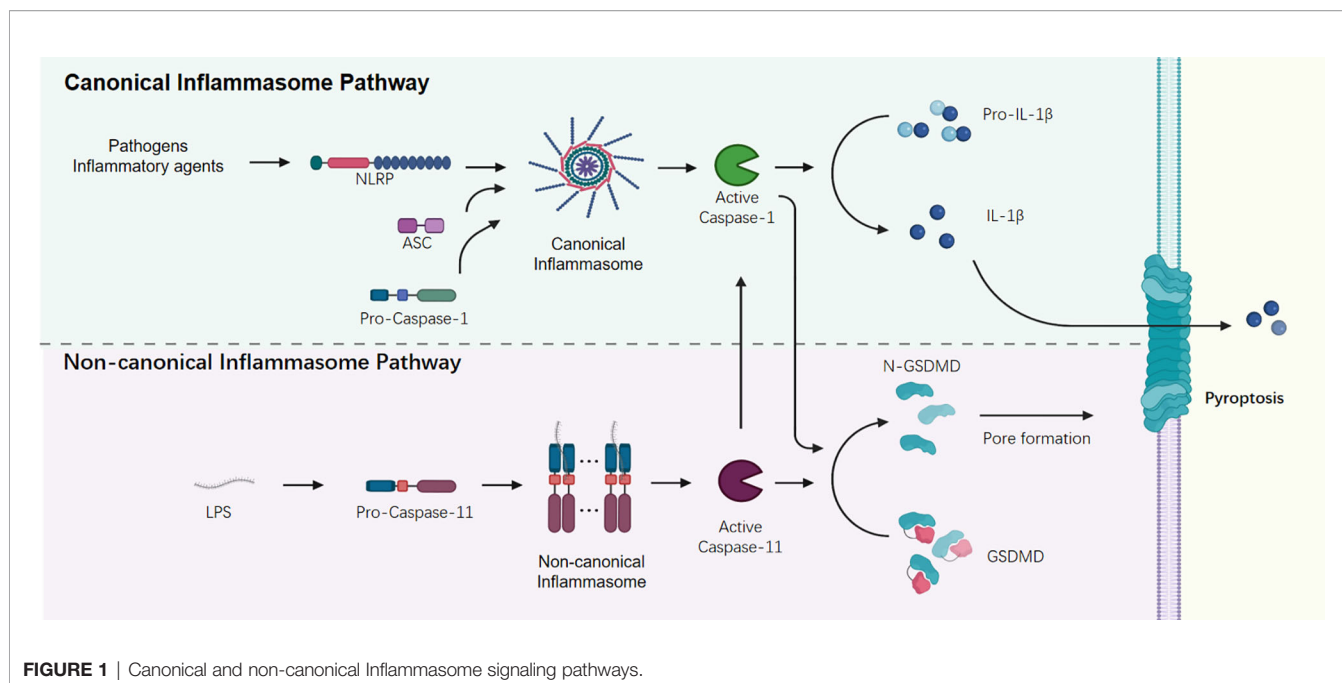 Canonical Inflammasome Pathway
Pathogens
Inflammatory agents
NLRP
ASC
Pro-Caspase-1
Canonical
Inflammasome
Active
Caspase-1
Pro-IL-1β
IL-1β
Non-canonical Inflammasome Pathway
LPS
Pro-Caspase-11
Non-canonical
Inflammasome
Active
Caspase-11
N-GSDMD
Pore formation
GSDMD
Pyroptosis
FIGURE 1 | Canonical and non-canonical Inflammasome signaling pathways.